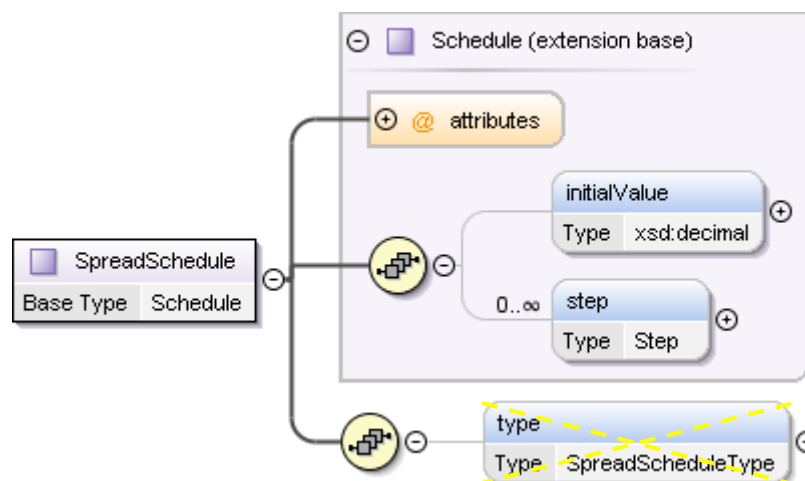 Schedule (extension base)
@ attributes
initialValue
Type xsd:decimal
SpreadSchedule
Base Type Schedule
0..∞
step
Type Step
type
Type SpreadScheduleType